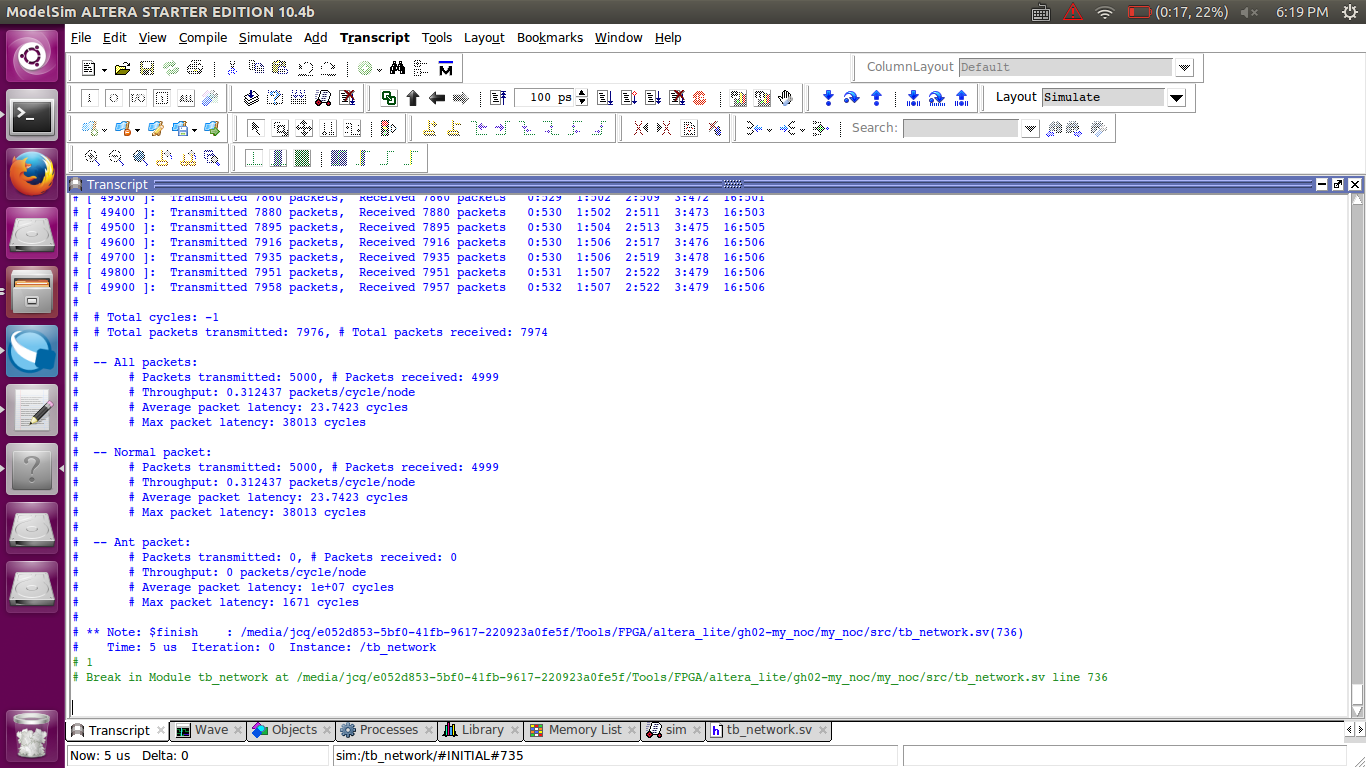 ModelSim ALTERA STARTER EDITION 10.4b
(0:17, 22%)
6:19 PM
File Edit View Compile Simulate Add Transcript Tools Layout Bookmarks Window Help
ColumnLayout Default
100 ps
Layout Simulate
Search:
Transcript
# [ 49300 ]:  Transmitted 7860 packets,  Received 7860 packets   0:529  1:502  2:509  3:472  16:501
# [ 49400 ]:  Transmitted 7880 packets,  Received 7880 packets   0:530  1:502  2:511  3:473  16:503
# [ 49500 ]:  Transmitted 7895 packets,  Received 7895 packets   0:530  1:504  2:513  3:475  16:505
# [ 49600 ]:  Transmitted 7916 packets,  Received 7916 packets   0:530  1:506  2:517  3:476  16:506
# [ 49700 ]:  Transmitted 7935 packets,  Received 7935 packets   0:530  1:506  2:519  3:478  16:506
# [ 49800 ]:  Transmitted 7951 packets,  Received 7951 packets   0:531  1:507  2:522  3:479  16:506
# [ 49900 ]:  Transmitted 7958 packets,  Received 7957 packets   0:532  1:507  2:522  3:479  16:506
#
#  # Total cycles: -1
#  # Total packets transmitted: 7976, # Total packets received: 7974
#
#  -- All packets:
#       # Packets transmitted: 5000, # Packets received: 4999
#       # Throughput: 0.312437 packets/cycle/node
#       # Average packet latency: 23.7423 cycles
#       # Max packet latency: 38013 cycles
#
#  -- Normal packet:
#       # Packets transmitted: 5000, # Packets received: 4999
#       # Throughput: 0.312437 packets/cycle/node
#       # Average packet latency: 23.7423 cycles
#       # Max packet latency: 38013 cycles
#
#  -- Ant packet:
#       # Packets transmitted: 0, # Packets received: 0
#       # Throughput: 0 packets/cycle/node
#       # Average packet latency: 1e+07 cycles
#       # Max packet latency: 1671 cycles
#
# ** Note: $finish    : /media/jcq/e052d853-5bf0-41fb-9617-220923a0fe5f/Tools/FPGA/altera_lite/gh02-my_noc/my_noc/src/tb_network.sv(736)
#    Time: 5 us  Iteration: 0  Instance: /tb_network
# 1
# Break in Module tb_network at /media/jcq/e052d853-5bf0-41fb-9617-220923a0fe5f/Tools/FPGA/altera_lite/gh02-my_noc/my_noc/src/tb_network.sv line 736
Transcript Wave Objects Processes Library Memory List sim tb_network.sv
Now: 5 us Delta: 0
sim:/tb_network/#INITIAL#735